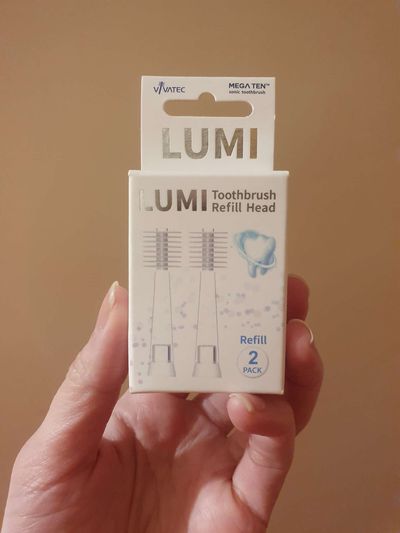 VIVATEC
MEGA TEN™
sonic toothbrush
LUMI
LUMI Toothbrush
Refill Head
Refill
2
PACK